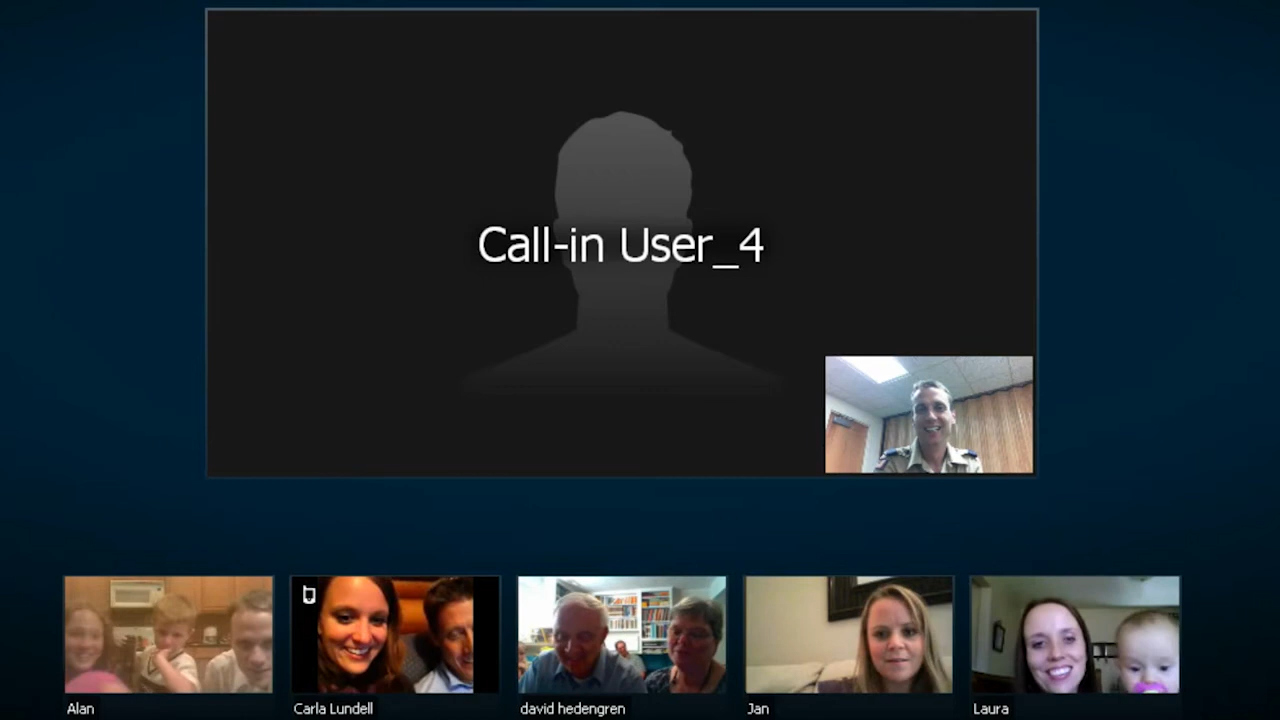 Call-in User_4
Alan
Carla Lundell
david hedengren
Jan
Laura